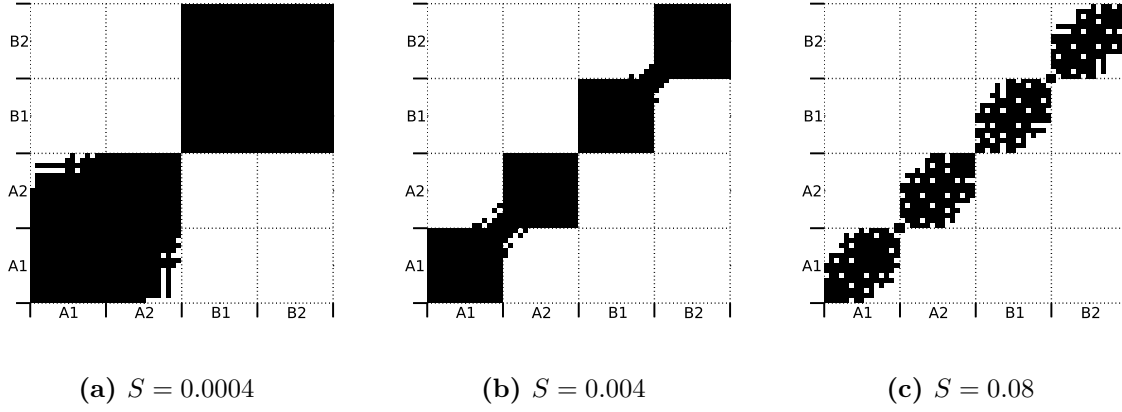 B2
B1
A2
A1
A1 A2 B1 B2
B2
B1
A2
A1
A1 A2 B1 B2
B2
B1
A2
A1
A1 A2 B1 B2
(a) S = 0.0004
(b) S = 0.004
(c) S = 0.08